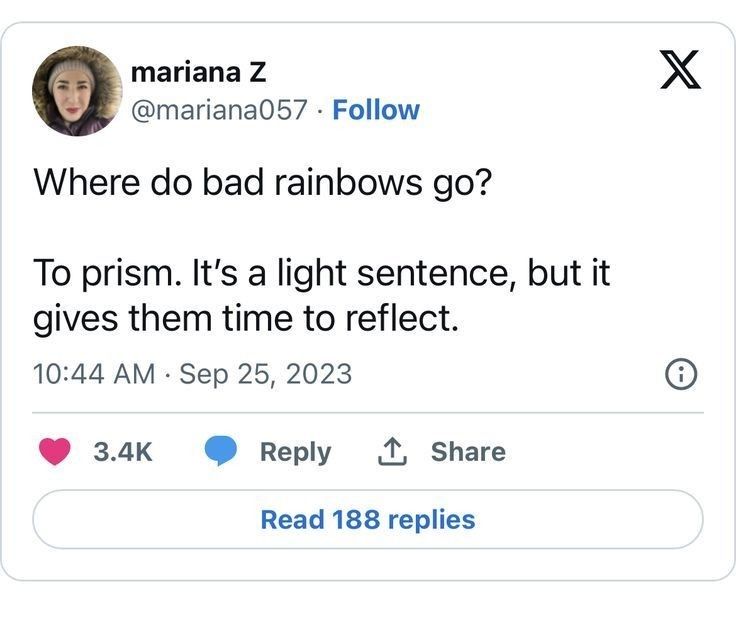 mariana Z
@mariana057 · Follow
Where do bad rainbows go?
To prism. It's a light sentence, but it
gives them time to reflect.
10:44 AM · Sep 25, 2023
3.4K Reply Share
Read 188 replies